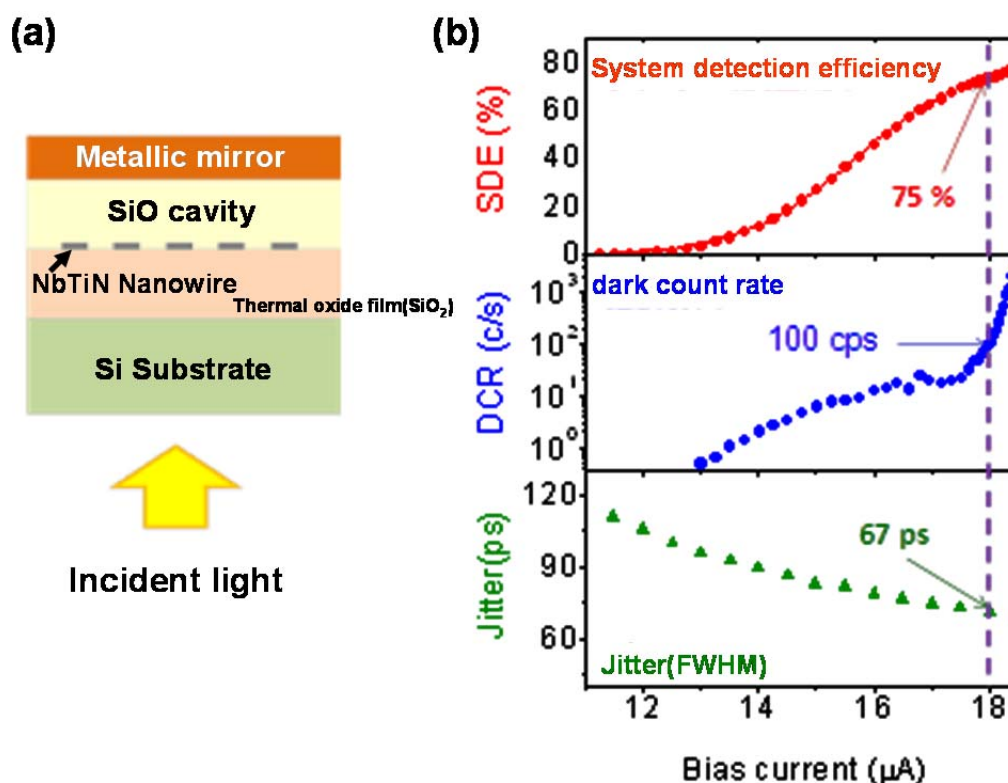 (a)
Metallic mirror
SiO cavity
NbTiN Nanowire
Thermal oxide film(SiO₂)
Si Substrate
Incident light
(b)
SDE (%)
80
60
40
20
0
System detection efficiency
75 %
DCR (c/s)
10³
10²
10¹
10⁰
dark count rate
100 cps
Jitter(ps)
120
90
60
67 ps
Jitter(FWHM)
12 14 16 18
Bias current (µA)